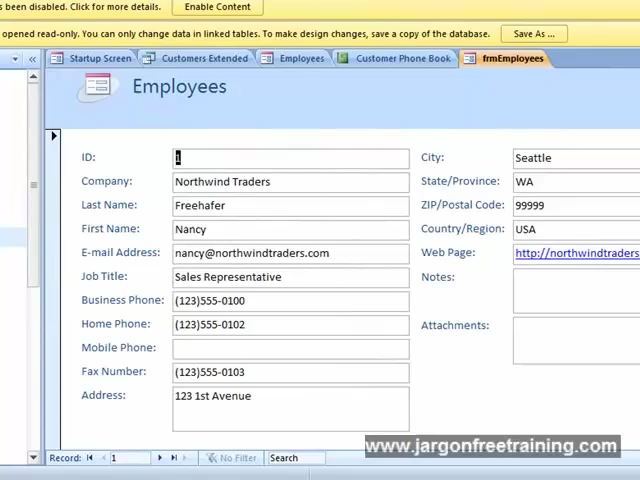 s been disabled. Click for more details. Enable Content
opened read-only. You can only change data in linked tables. To make design changes, save a copy of the database. Save As ...
Startup Screen Customers Extended Employees Customer Phone Book frmEmployees
Employees
ID: 1 City: Seattle
Company: Northwind Traders State/Province: WA
Last Name: Freehafer ZIP/Postal Code: 99999
First Name: Nancy Country/Region: USA
E-mail Address: nancy@northwindtraders.com Web Page: http://northwindtraders
Job Title: Sales Representative Notes:
Business Phone: (123)555-0100
Home Phone: (123)555-0102 Attachments:
Mobile Phone:
Fax Number: (123)555-0103
Address: 123 1st Avenue
www.jargonfreetraining.com
Record: 1 No Filter Search